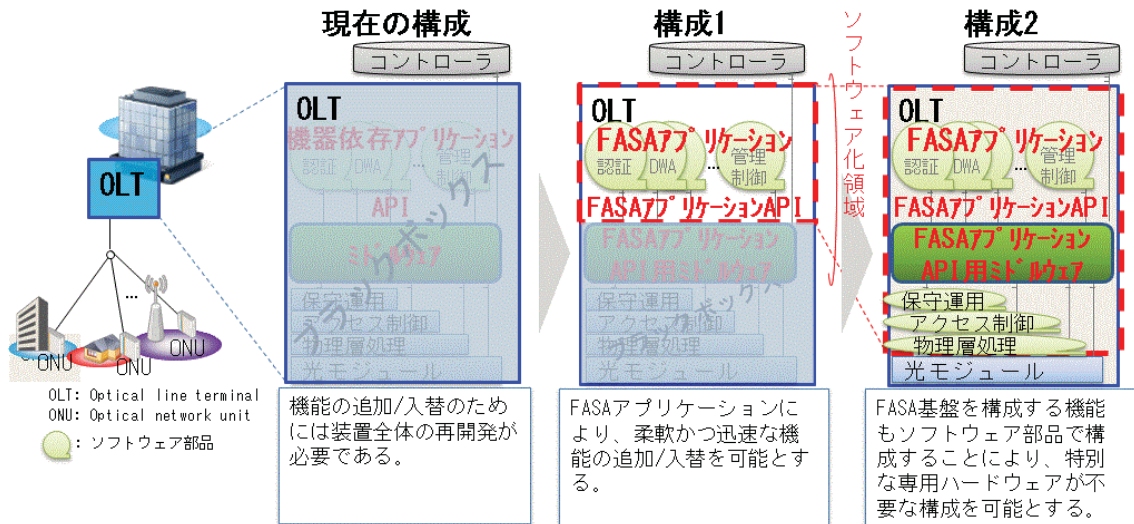 現在の構成
コントローラ
OLT
機器依存アプリケーション
認証
DWA
…
管理
制御
API
ミドルウェア
ブラックボックス
保守運用
アクセス制御
物理層処理
光モジュール
機能の追加/入替のため
には装置全体の再開発が
必要である。
構成1
コントローラ
OLT
FASAアプリケーション
認証
DWA
…
管理
制御
FASAアプリケーションAPI
FASAアプリケーション
API用ミドルウェア
ブラックボックス
保守運用
アクセス制御
物理層処理
光モジュール
FASAアプリケーションに
より、柔軟かつ迅速な機
能の追加/入替を可能とす
る。
ソフトウェア化領域
構成2
コントローラ
OLT
FASAアプリケーション
認証
DWA
…
管理
制御
FASAアプリケーションAPI
FASAアプリケーション
API用ミドルウェア
保守運用
アクセス制御
物理層処理
光モジュール
FASA基盤を構成する機能
もソフトウェア部品で構
成することにより、特別
な専用ハードウェアが不
要な構成を可能とする。
OLT
…
ONU
ONU
ONU
OLT: Optical line terminal
ONU: Optical network unit
: ソフトウェア部品